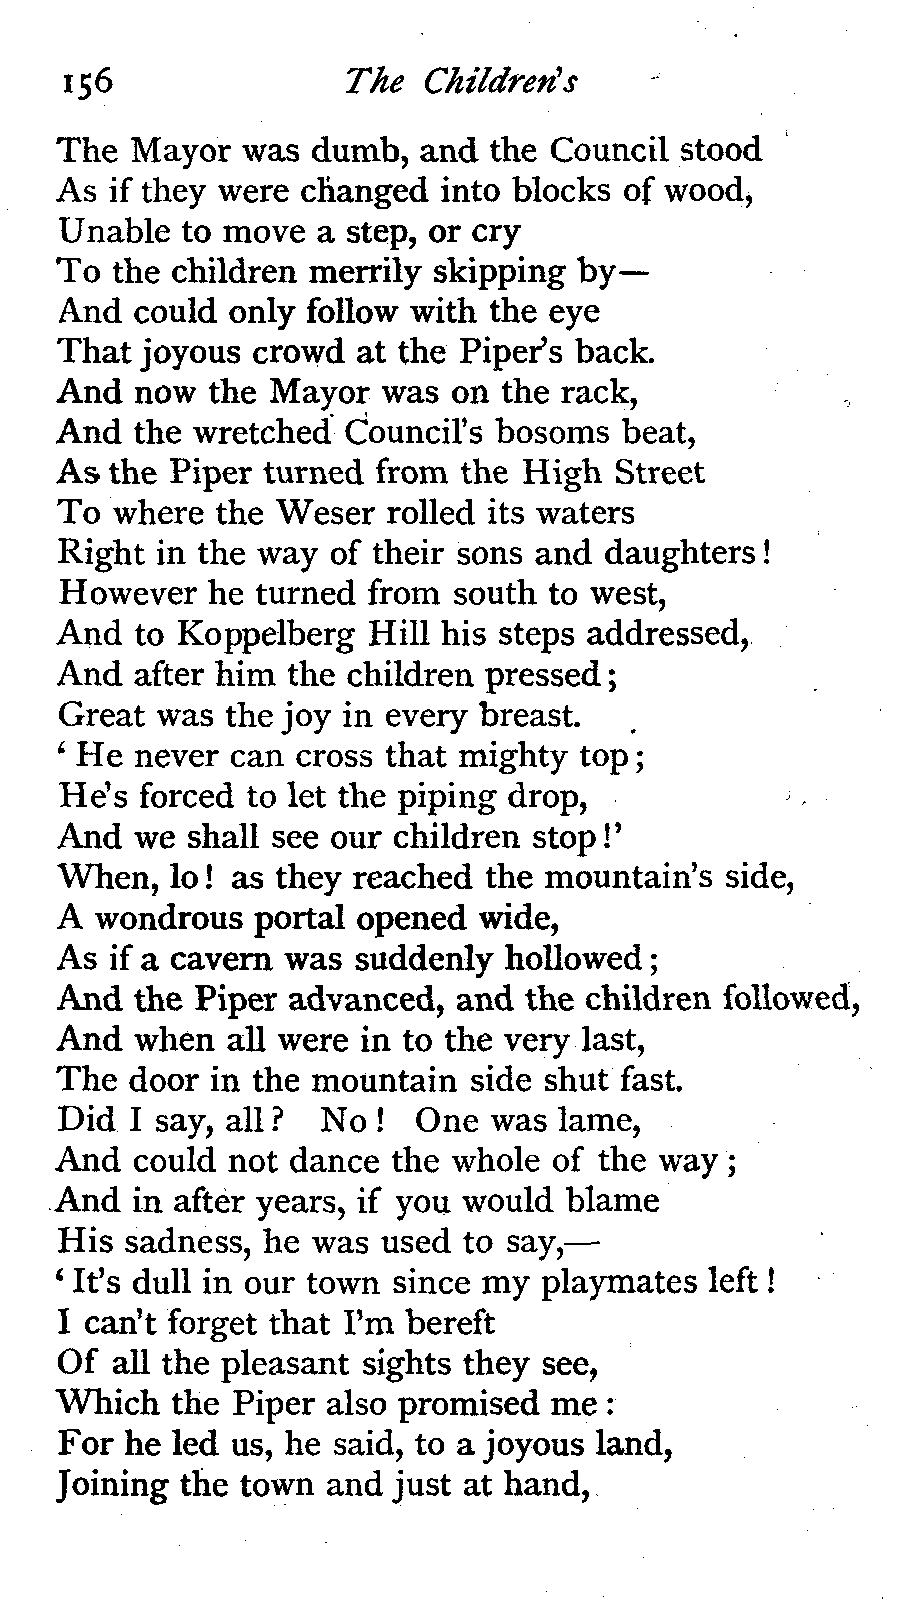 156 The Children's
The Mayor was dumb, and the Council stood
As if they were changed into blocks of wood,
Unable to move a step, or cry
To the children merrily skipping by—
And could only follow with the eye
That joyous crowd at the Piper's back.
And now the Mayor was on the rack,
And the wretched Council's bosoms beat,
As the Piper turned from the High Street
To where the Weser rolled its waters
Right in the way of their sons and daughters!
However he turned from south to west,
And to Koppelberg Hill his steps addressed,
And after him the children pressed;
Great was the joy in every breast.
‘He never can cross that mighty top;
He's forced to let the piping drop,
And we shall see our children stop!’
When, lo! as they reached the mountain's side,
A wondrous portal opened wide,
As if a cavern was suddenly hollowed;
And the Piper advanced, and the children followed,
And when all were in to the very last,
The door in the mountain side shut fast.
Did I say, all? No! One was lame,
And could not dance the whole of the way;
And in after years, if you would blame
His sadness, he was used to say,—
‘It's dull in our town since my playmates left!
I can't forget that I'm bereft
Of all the pleasant sights they see,
Which the Piper also promised me:
For he led us, he said, to a joyous land,
Joining the town and just at hand,